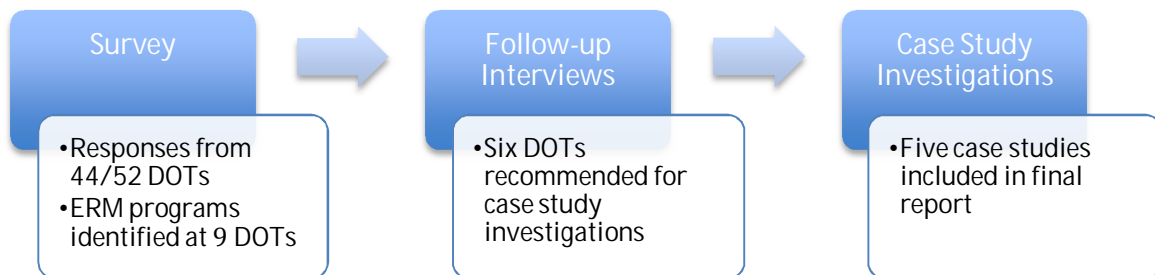 Survey
•Responses from
44/52 DOTs
•ERM programs
identified at 9 DOTs
Follow-up
Interviews
•Six DOTs
recommended for
case study
investigations
Case Study
Investigations
•Five case studies
included in final
report